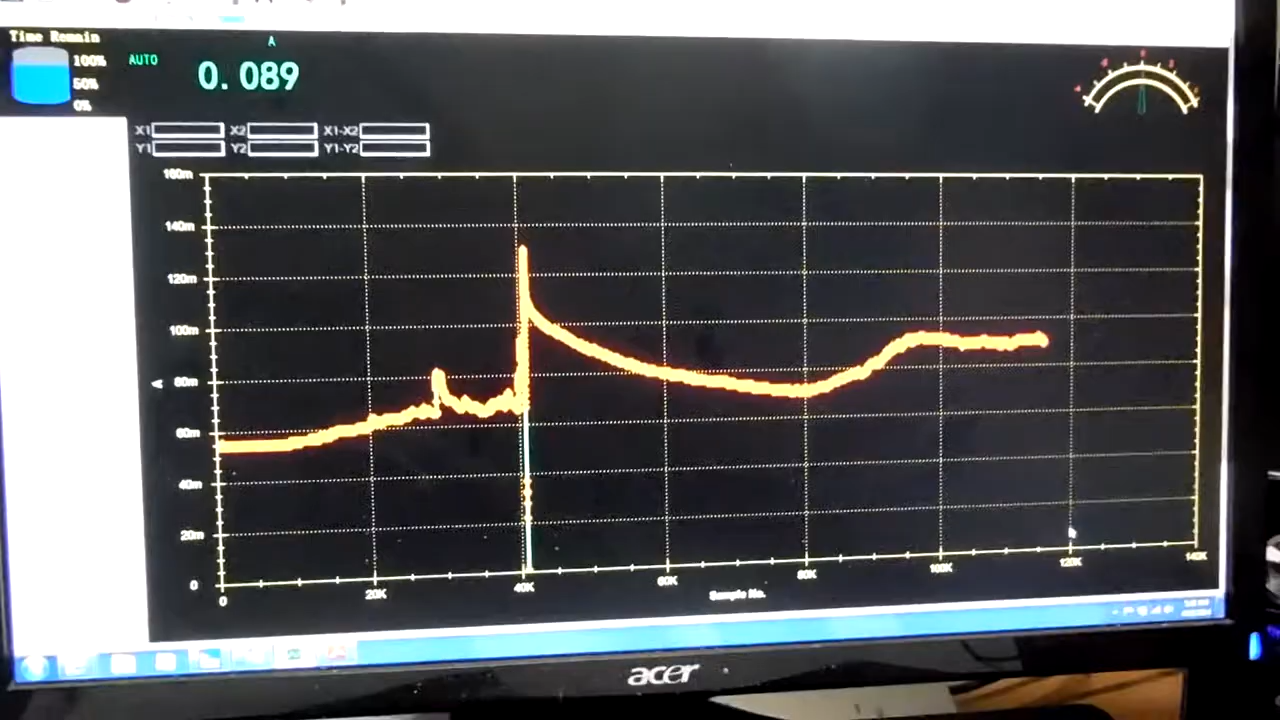 Time Remain
100%
50%
0%
AUTO
A
0.089
X1 X2 X1-X2
Y1 Y2 Y1-Y2
160m
140m
120m
100m
80m
60m
40m
20m
0
A
0 20K 40K 60K 80K 100K 120K 140K
Sample No.
acer